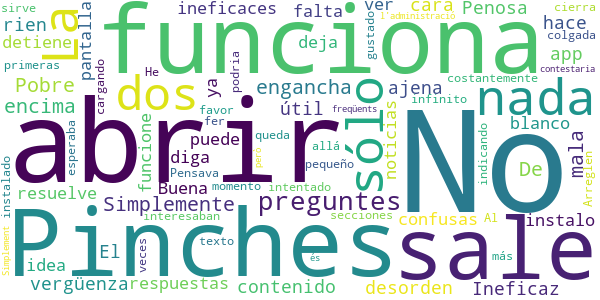 sirve
rien
detiene
primeras
La
pantalla
ineficaces
funciona
falta
deja
ver
gustado
cara
l'administració
Penosa
hace
app
cierra
colgada
contestaria
Pobre
encima
cargando
He
dos
ya
podria
engancha
útil
sólo
ajena
noticias
costantemente
infinito
nada
blanco
abrir
No
esperaba
funcione
diga
favor
fer
puede
Buena
Pensava
queda
allá
momento
intentado
pequeño
freqüents
pero
De
indicando
mala
Arregien
instalado
resuelve
Simplemente
interesaban
preguntes
secciones
confusas
Al
instalo
Simplement
idea
vergüenza
Pinches
El
veces
texto
respuestas
contenido
és
más
sale
desorden
Ineficaz